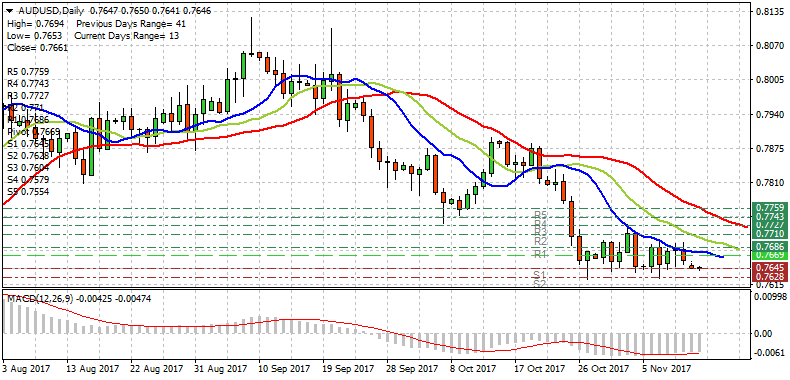 AUDUSD,Daily 0.7647 0.7650 0.7641 0.7646
High= 0.7694 Previous Days Range= 41
Low= 0.7653 Current Days Range= 13
Close= 0.7661
R5 0.7759
R4 0.7743
R3 0.7727
R2 0.771
R1 0.7686
Pivot 0.7669
S1 0.7645
S2 0.7628
S3 0.7604
S4 0.7579
S5 0.7554
R5
R4
R3
R2
R1
S1
S2
0.8135
0.8070
0.8005
0.7940
0.7875
0.7810
0.7759
0.7743
0.7727
0.7710
0.7686
0.7669
0.7645
0.7628
0.7615
MACD(12,26,9) -0.00425 -0.00474
0.00998
0.00
-0.0061
3 Aug 2017 13 Aug 2017 22 Aug 2017 31 Aug 2017 10 Sep 2017 19 Sep 2017 28 Sep 2017 8 Oct 2017 17 Oct 2017 26 Oct 2017 5 Nov 2017